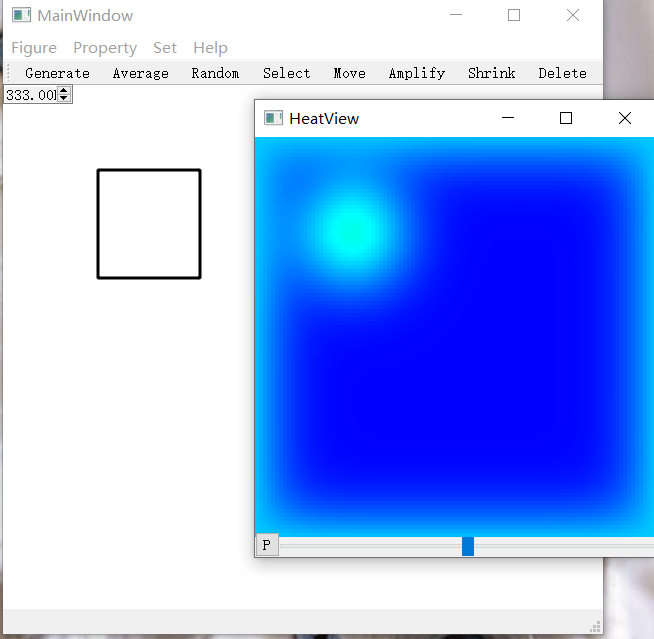 MainWindow
Figure Property Set Help
Generate Average Random Select Move Amplify Shrink Delete
333.00
HeatView
P